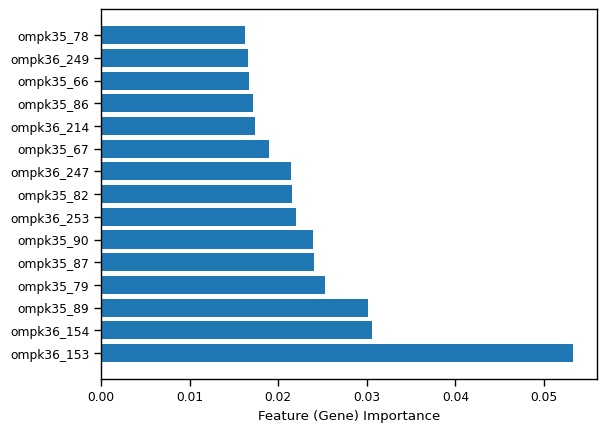 ompk35_78
ompk36_249
ompk35_66
ompk35_86
ompk36_214
ompk35_67
ompk36_247
ompk35_82
ompk36_253
ompk35_90
ompk35_87
ompk35_79
ompk35_89
ompk36_154
ompk36_153
0.00 0.01 0.02 0.03 0.04 0.05
Feature (Gene) Importance